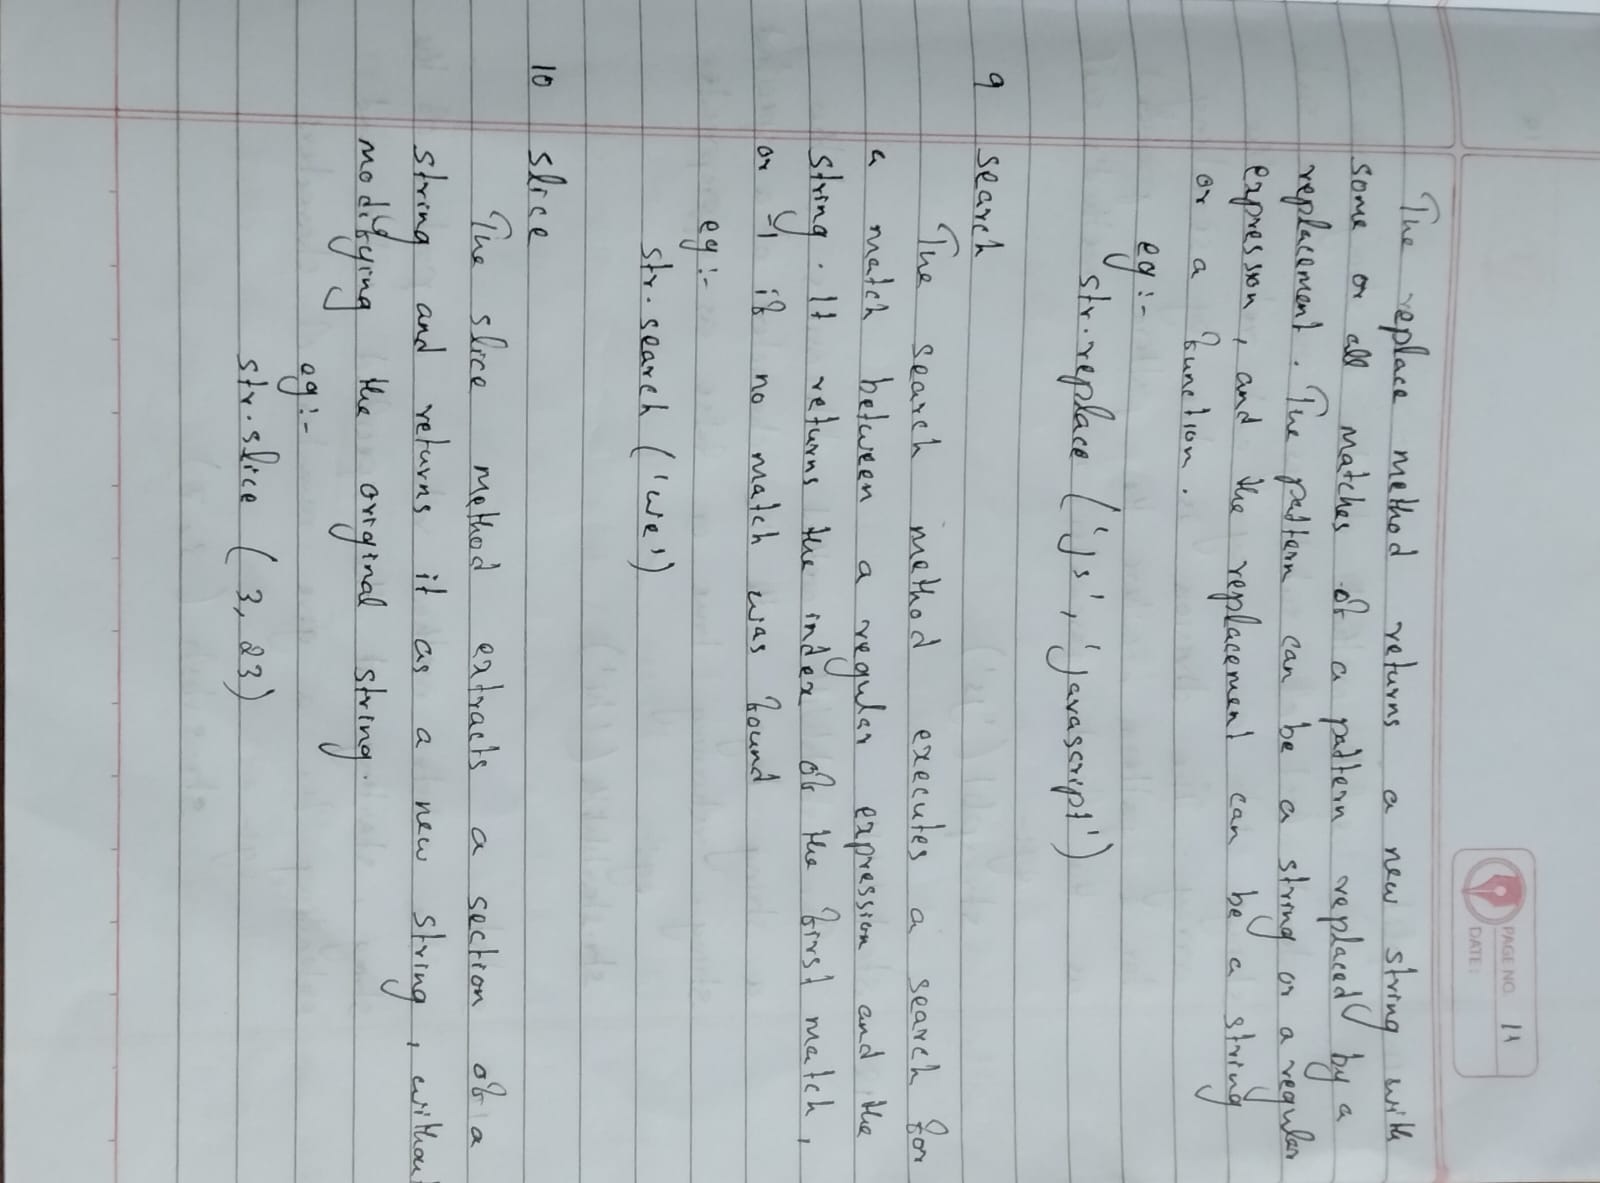 PAGE NO. 11
DATE:
The replace method returns a new string with
some or all matches of a pattern replaced by a
replacement. The pattern can be a string or a regular
expression, and the replacement can be a string
or a function.
eg:-
str.replace ('js', 'javascript')
9 search
The search method executes a search for
a match between a regular expression and the
string. It returns the index of the first match,
or -1 if no match was found
eg:-
str.search ('we')
10 slice
The slice method extracts a section of a
string and returns it as a new string, without
modifying the original string.
eg:-
str.slice ( 3, 23)